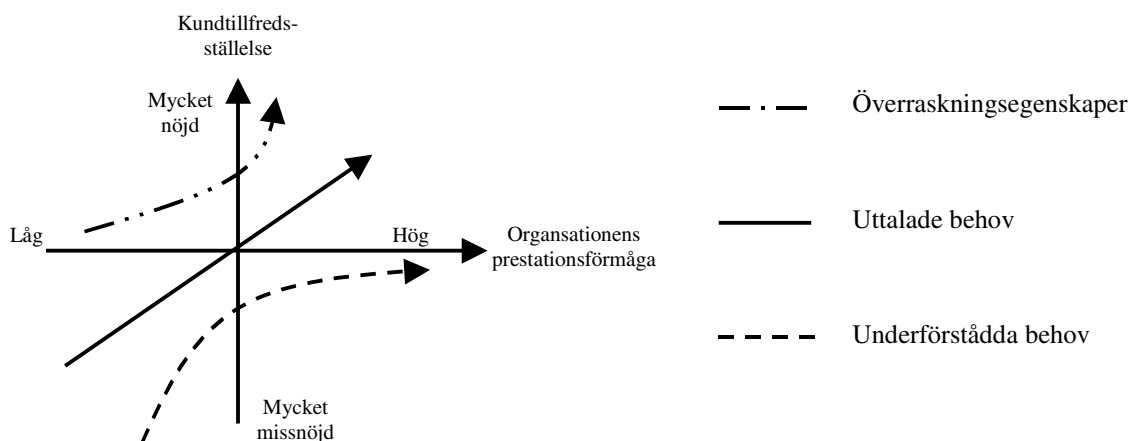 Kundtillfreds-
ställelse
Mycket
nöjd
Låg
Hög
Organsationens
prestationsförmåga
Mycket
missnöjd
Överraskningsegenskaper
Uttalade behov
Underförstådda behov